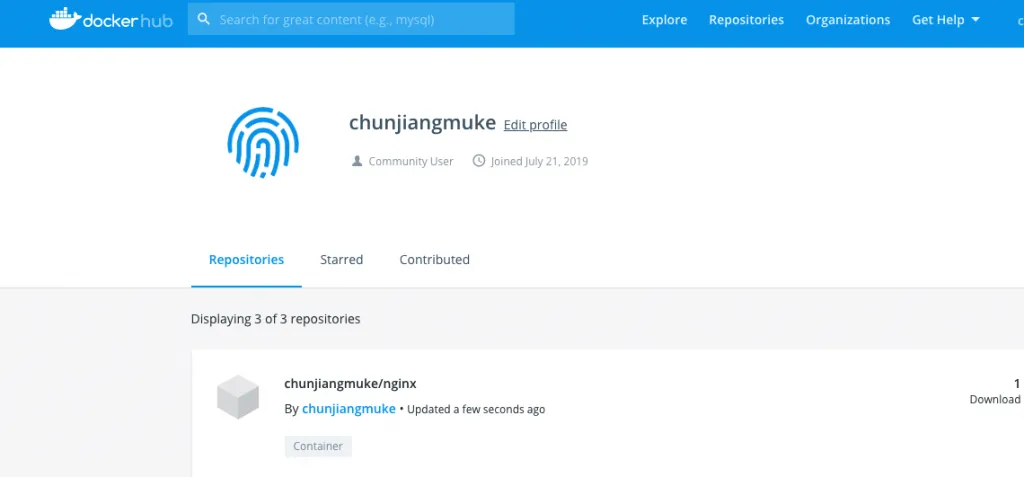 docker hub Search for great content (e.g., mysql) Explore Repositories Organizations Get Help
chunjiangmuke Edit profile
Community User Joined July 21, 2019
Repositories Starred Contributed
Displaying 3 of 3 repositories
chunjiangmuke/nginx 1
By chunjiangmuke • Updated a few seconds ago Download
Container